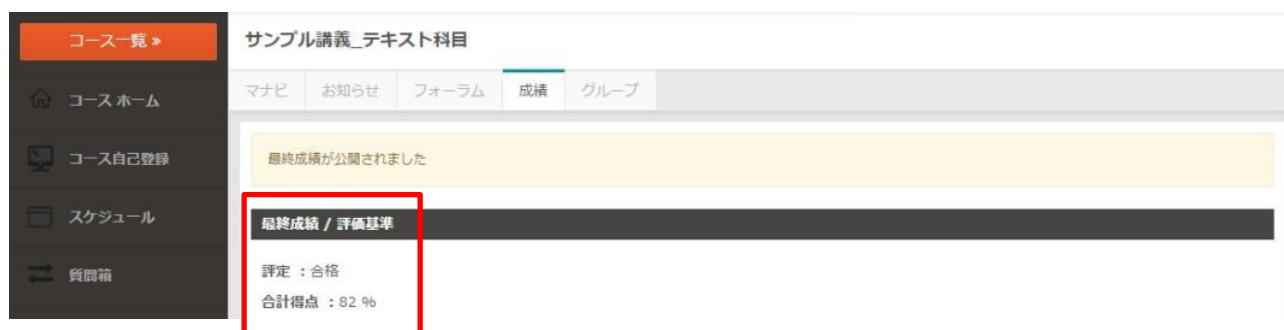 コース一覧 »
コース ホーム
コース自己登録
スケジュール
質問箱
サンプル講義_テキスト科目
マナビ お知らせ フォーラム 成績 グループ
最終成績が公開されました
最終成績 / 評価基準
評定 ：合格
合計得点 ：82 %